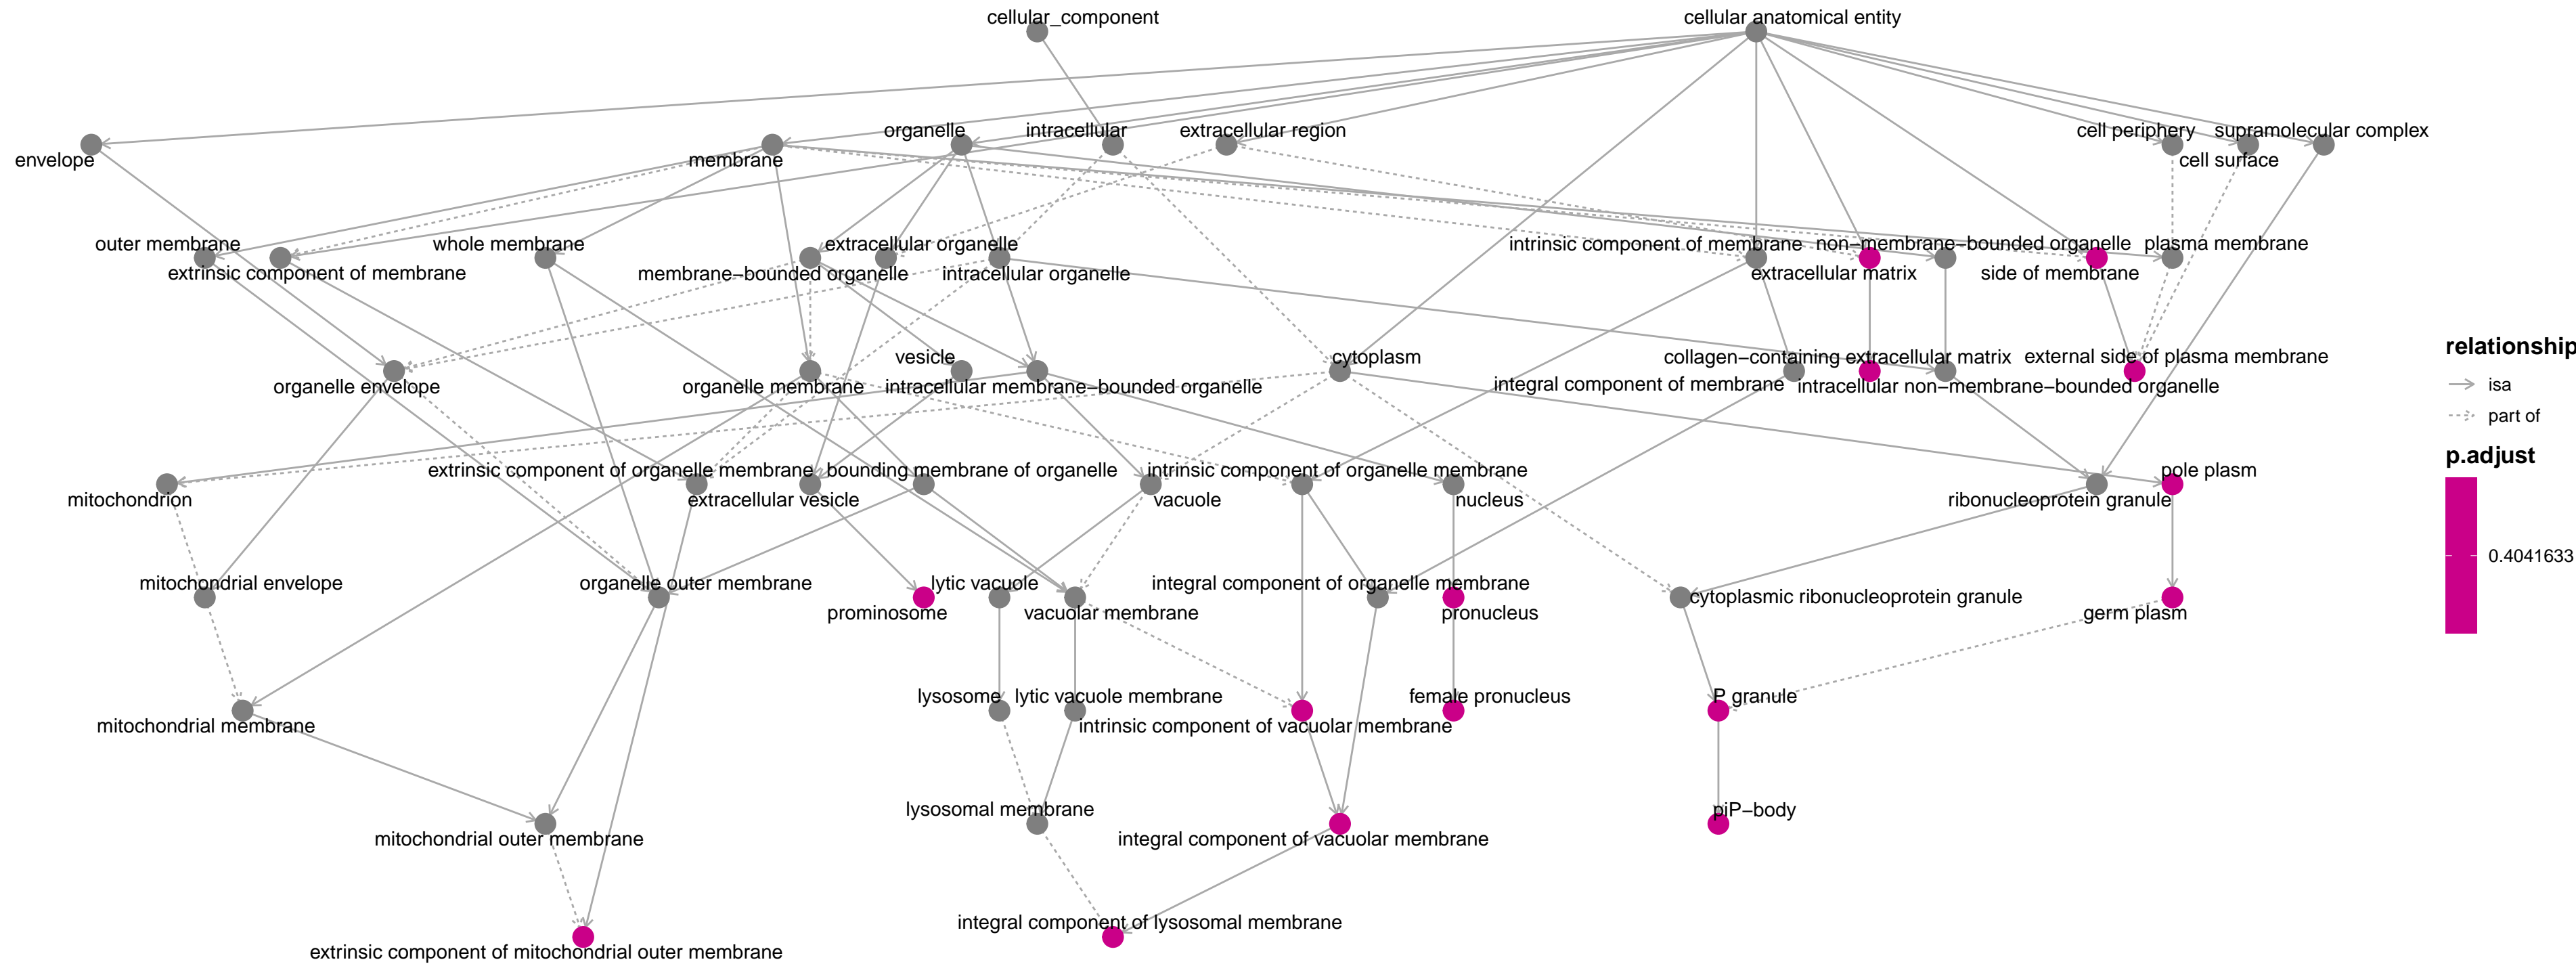 cellular_component
cellular anatomical entity
organelle
intracellular
extracellular region
cell periphery
supramolecular complex
envelope
membrane
cell surface
outer membrane
whole membrane
extracellular organelle
intrinsic component of membrane
non−membrane−bounded organelle
plasma membrane
extrinsic component of membrane
membrane−bounded organelle
intracellular organelle
extracellular matrix
side of membrane
relationship
vesicle
cytoplasm
collagen−containing extracellular matrix
external side of plasma membrane
organelle envelope
organelle membrane
intracellular membrane−bounded organelle
integral component of membrane
intracellular non−membrane−bounded organelle
isa
part of
p.adjust
extrinsic component of organelle membrane
bounding membrane of organelle
intrinsic component of organelle membrane
pole plasm
mitochondrion
extracellular vesicle
vacuole
nucleus
ribonucleoprotein granule
0.4041633
mitochondrial envelope
organelle outer membrane
lytic vacuole
integral component of organelle membrane
cytoplasmic ribonucleoprotein granule
prominosome
vacuolar membrane
pronucleus
germ plasm
lysosome
lytic vacuole membrane
female pronucleus
P granule
mitochondrial membrane
intrinsic component of vacuolar membrane
lysosomal membrane
piP−body
mitochondrial outer membrane
integral component of vacuolar membrane
integral component of lysosomal membrane
extrinsic component of mitochondrial outer membrane